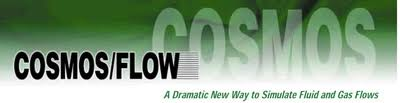 COSMOS
COSMOS/FLOW
A Dramatic New Way to Simulate Fluid and Gas Flows